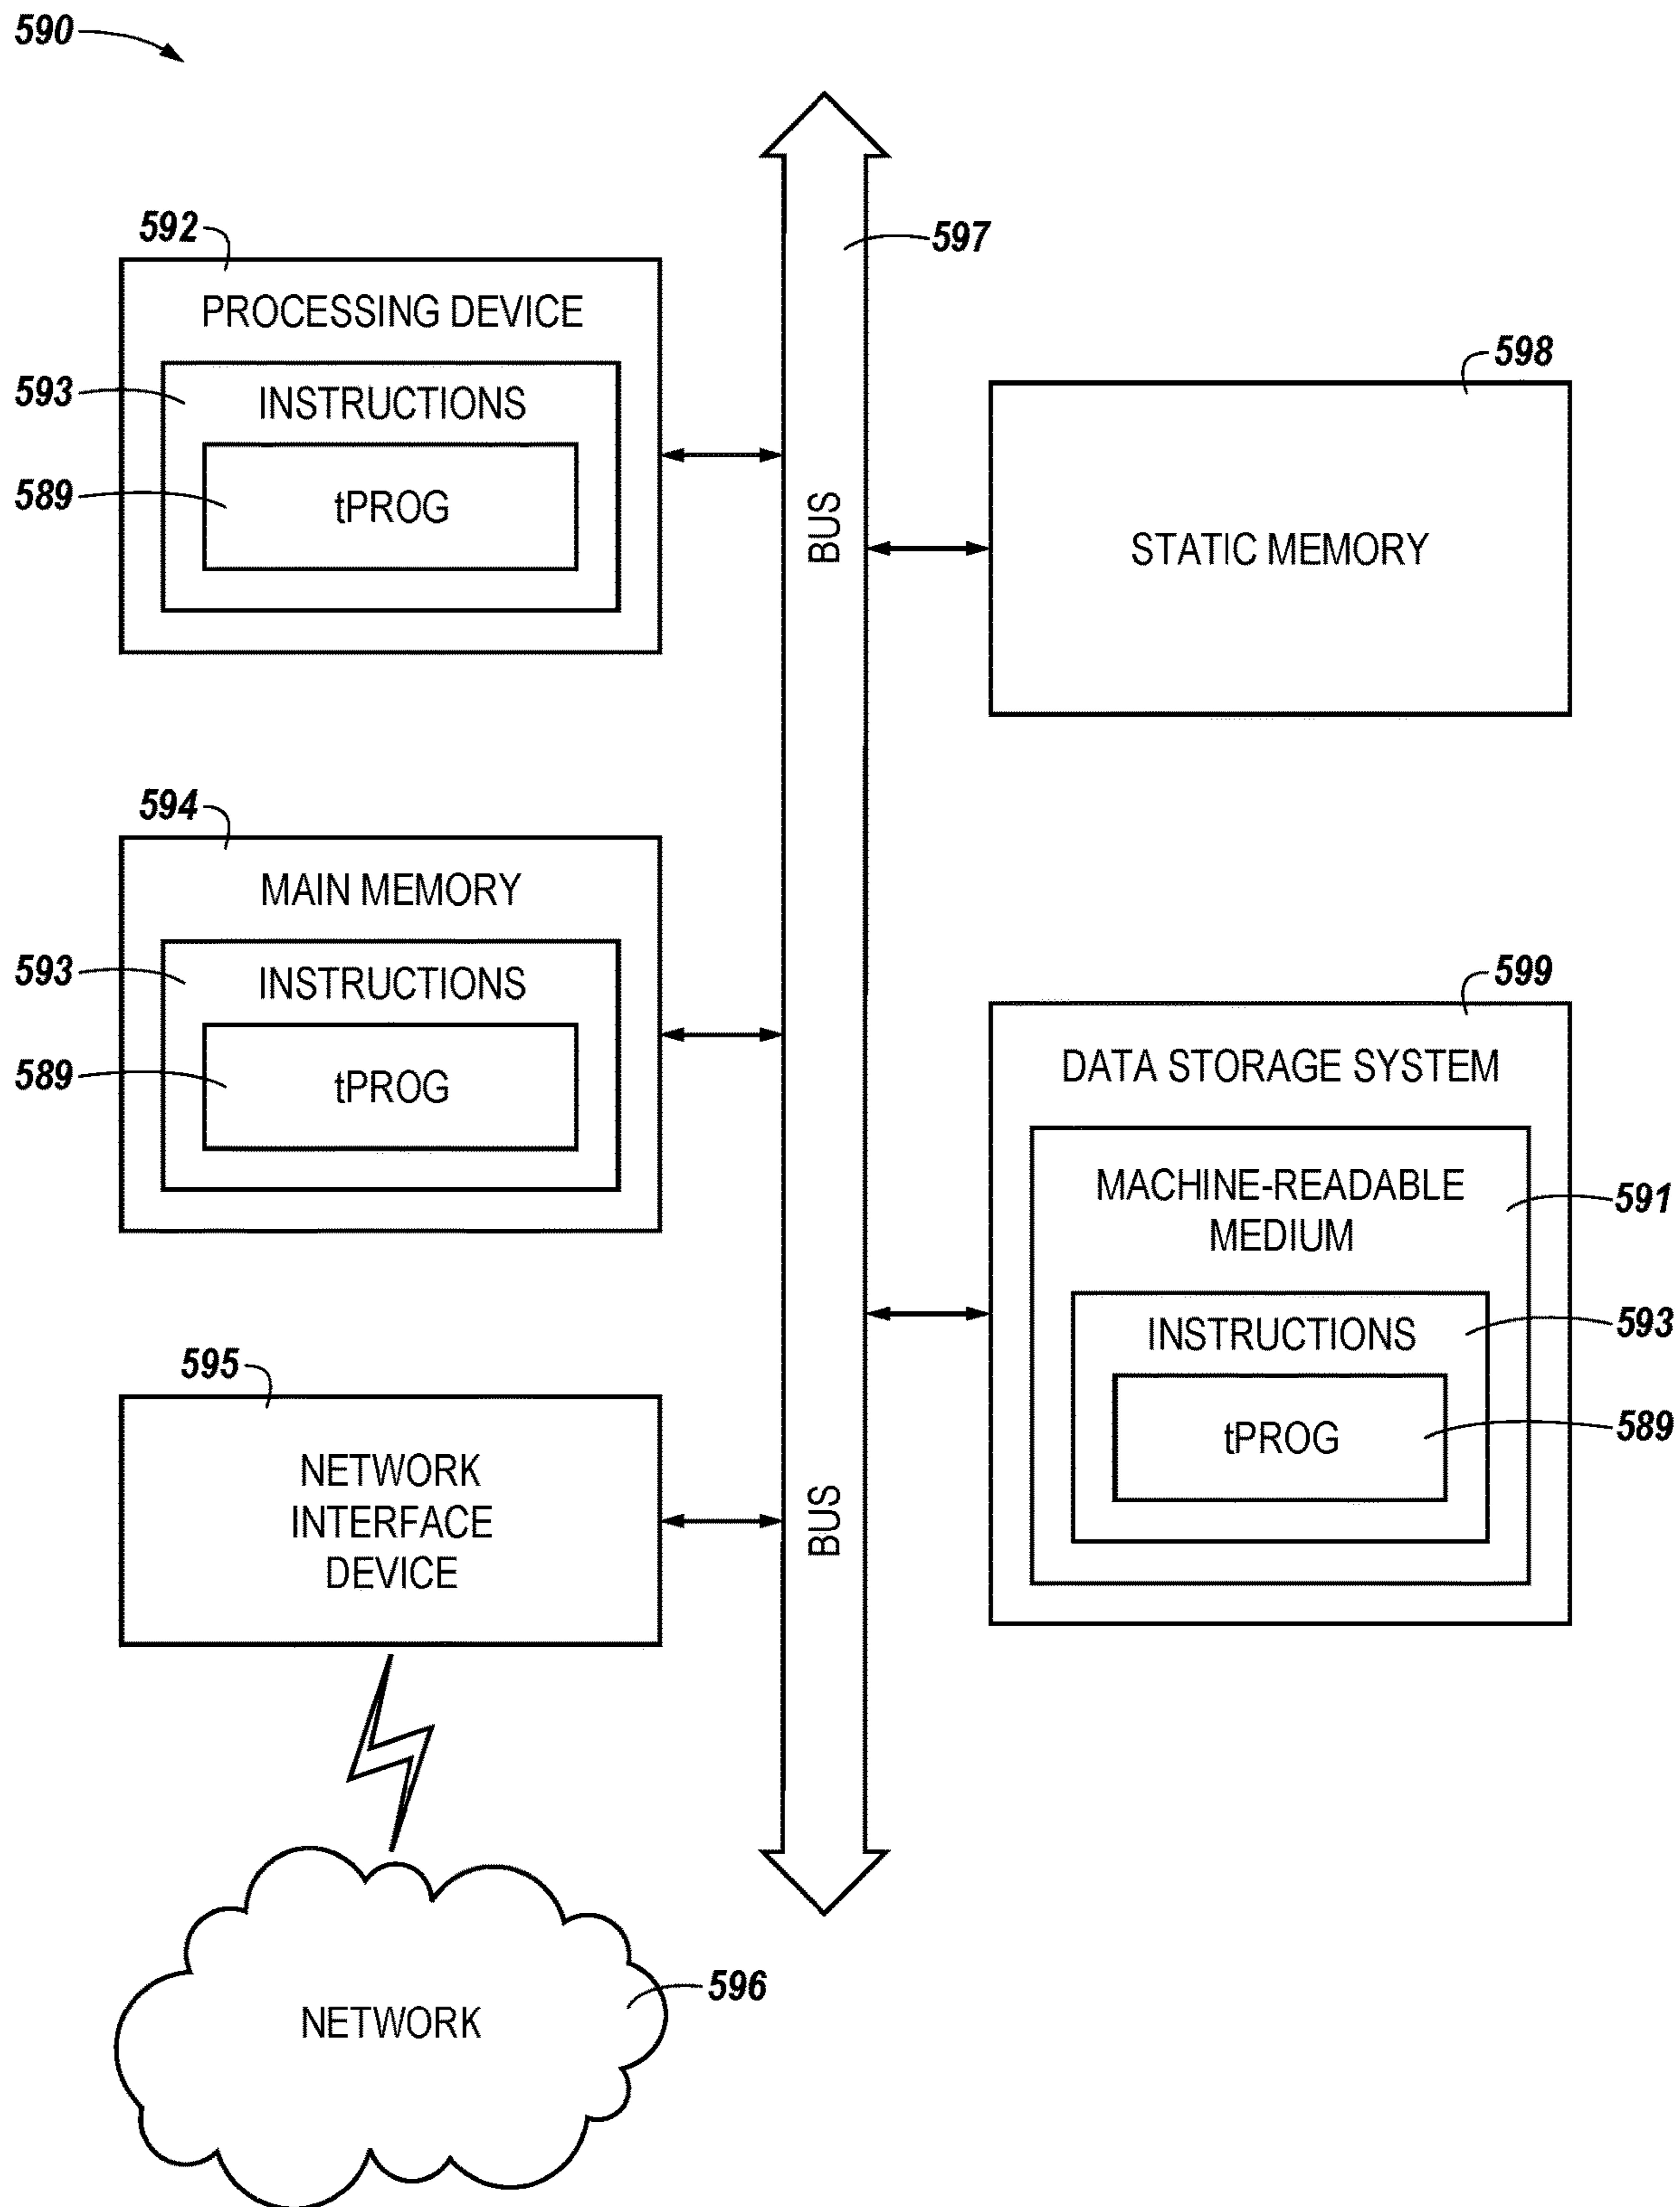 590
592
PROCESSING DEVICE
593
INSTRUCTIONS
589
tPROG
594
MAIN MEMORY
593
INSTRUCTIONS
589
tPROG
595
NETWORK
INTERFACE
DEVICE
NETWORK
596
BUS
BUS
597
598
STATIC MEMORY
599
DATA STORAGE SYSTEM
MACHINE-READABLE
MEDIUM
591
INSTRUCTIONS
593
tPROG
589